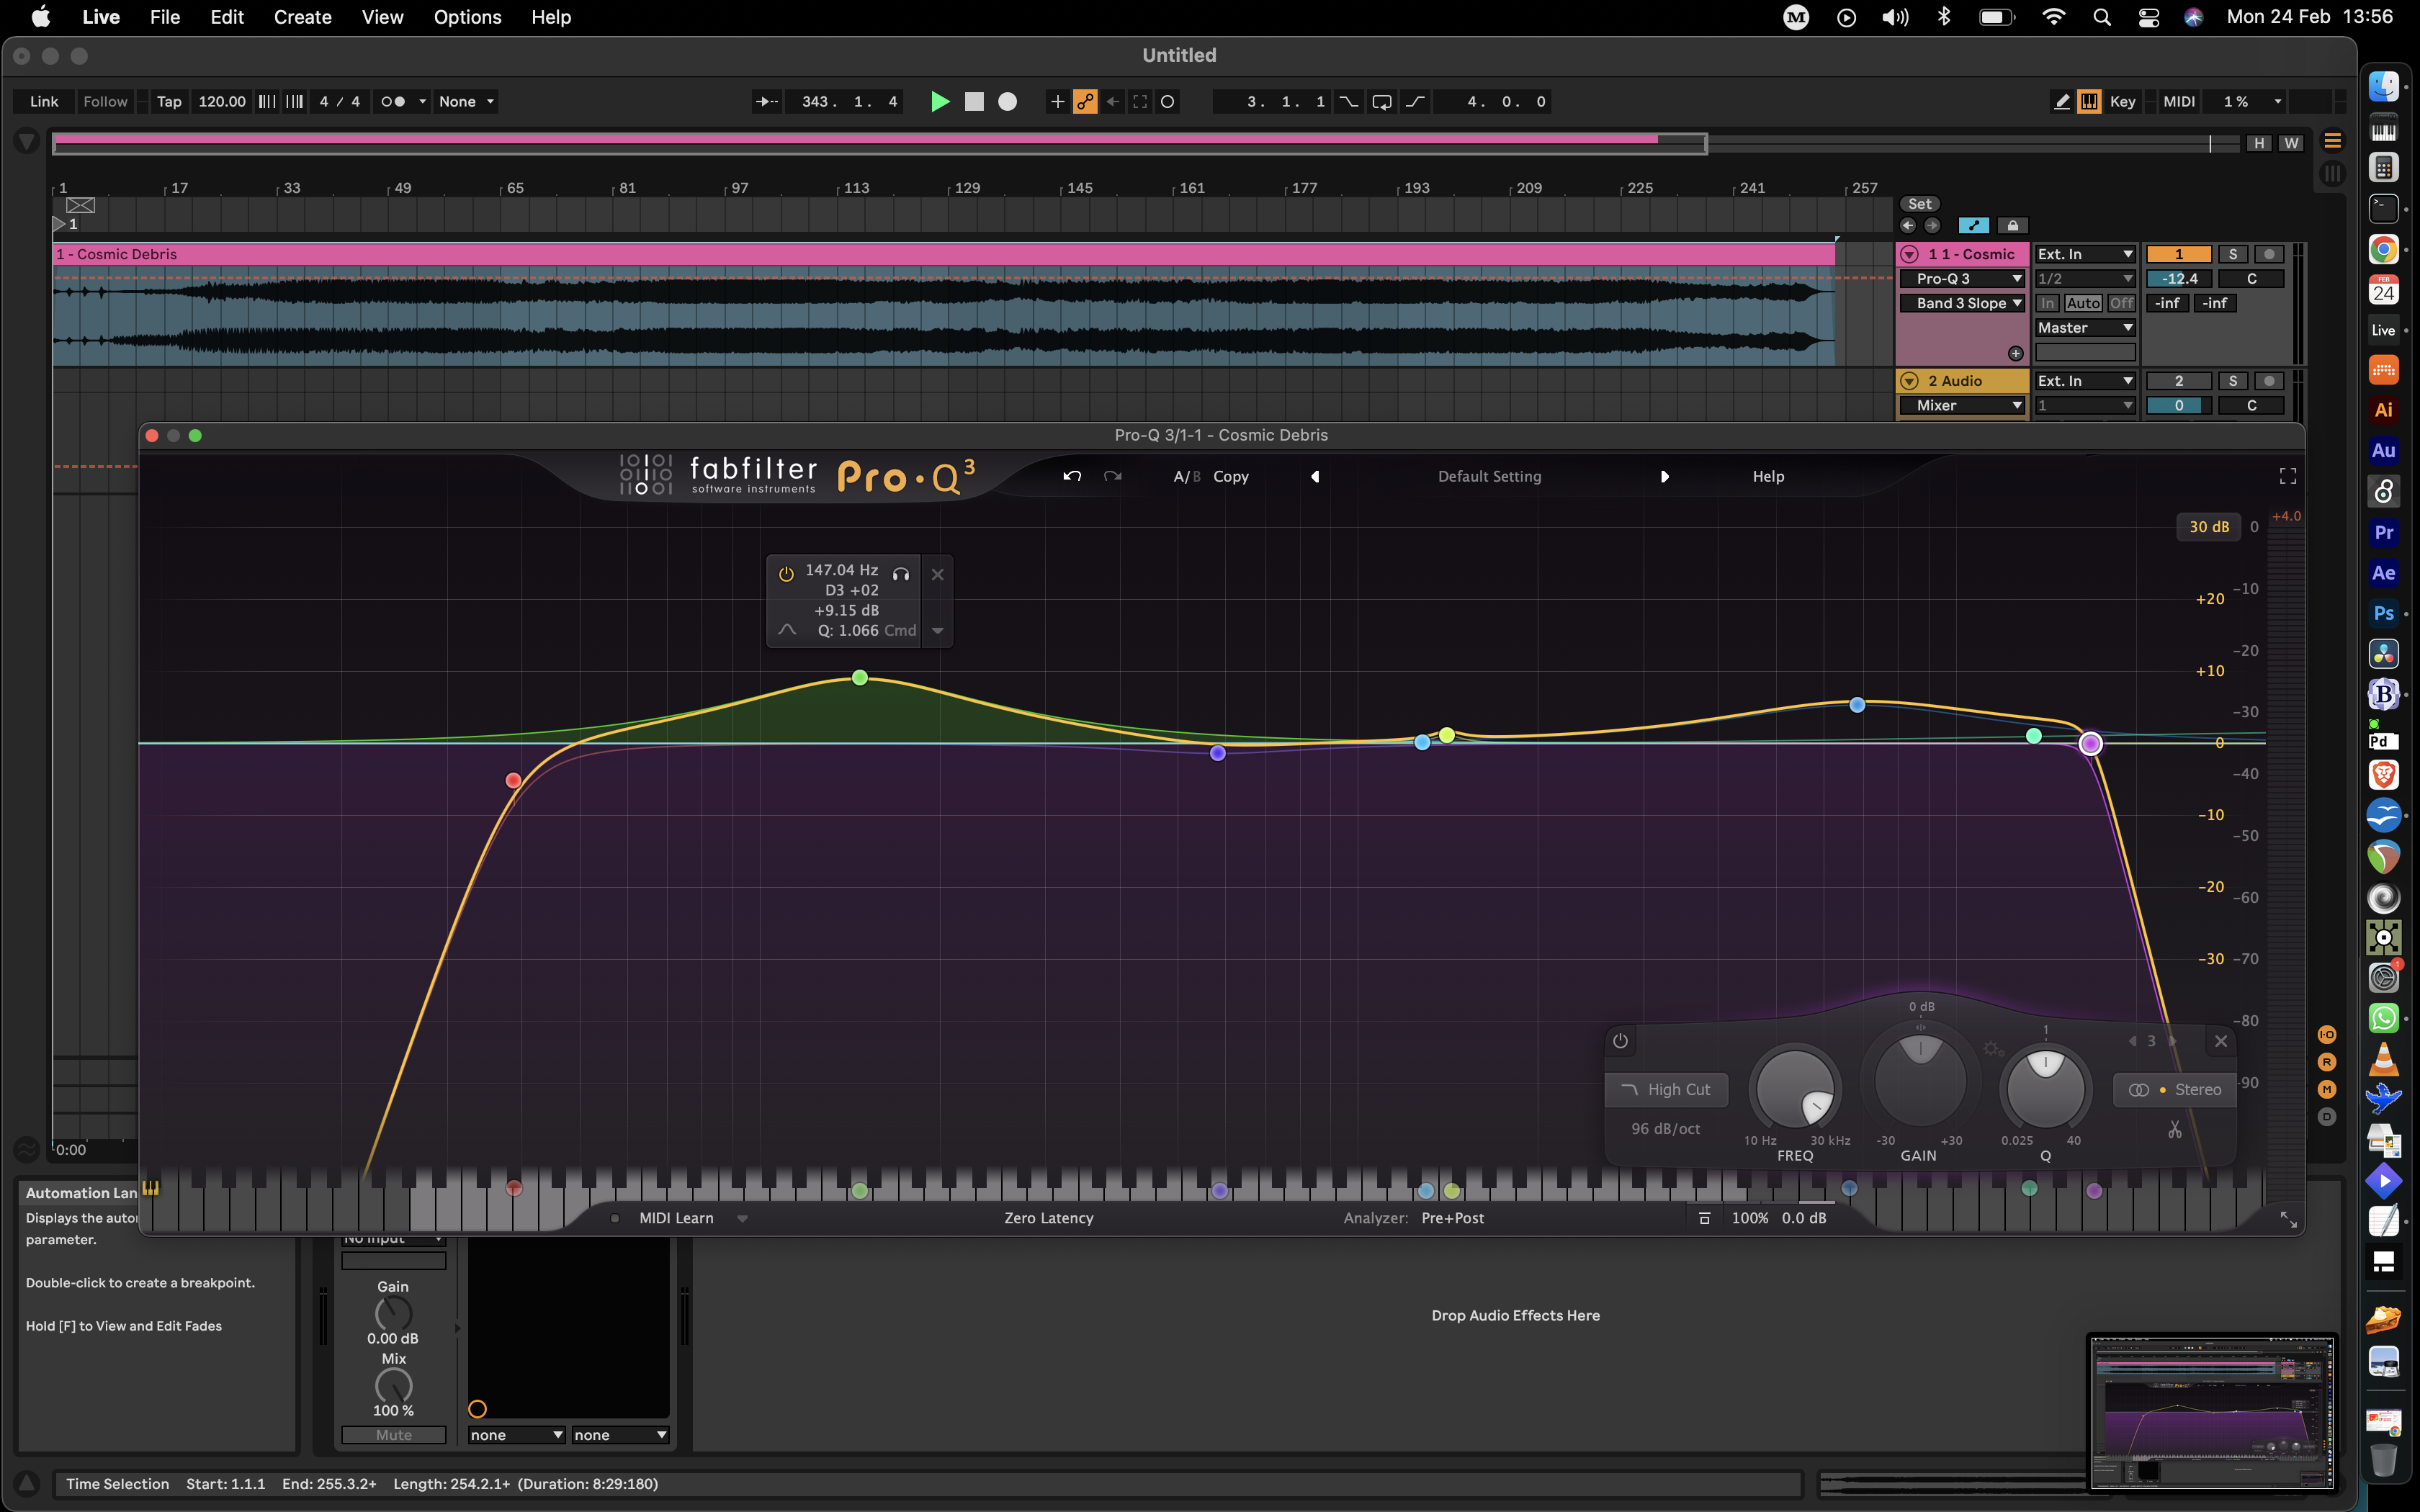 Live File Edit Create View Options Help
M
Mon 24 Feb 13:56
Untitled
Link Follow Tap 120.00 4 / 4 None
343. 1. 4
3. 1. 1
4. 0. 0
Key MIDI 1 %
H W
1 17 33 49 65 81 97 113 129 145 161 177 193 209 225 241 257
Set
1
1 - Cosmic Debris
1 1 - Cosmic Ext. In 1 S
Pro-Q 3 1/2 -12.4 C
Band 3 Slope In Auto Off -inf -inf
Master
2 Audio Ext. In 2 S
Mixer 1 0 C
Pro-Q 3/1-1 - Cosmic Debris
fabfilter
software instruments
Pro·Q3
A/B Copy
Default Setting
Help
30 dB 0 +4.0
147.04 Hz
D3 +02
+9.15 dB
Q: 1.066 Cmd
-10
+20
-20
+10
-30
0
-40
-10
-50
-20
-60
-30 -70
-80
-90
0 dB
1
3
High Cut
Stereo
96 dB/oct
10 Hz 30 kHz -30 +30 0.025 40
FREQ GAIN Q
I·O
R
M
D
0:00
MIDI Learn
Zero Latency
Analyzer: Pre+Post
100% 0.0 dB
Automation Lan
Displays the autor
parameter.
Double-click to create a breakpoint.
Hold [F] to View and Edit Fades
No Input
Gain
0.00 dB
Mix
100 %
Mute
none none
Drop Audio Effects Here
Time Selection Start: 1.1.1 End: 255.3.2+ Length: 254.2.1+ (Duration: 8:29:180)
FEB
24
Live
Ai
Au
Pr
Ae
Ps
B
Pd
1